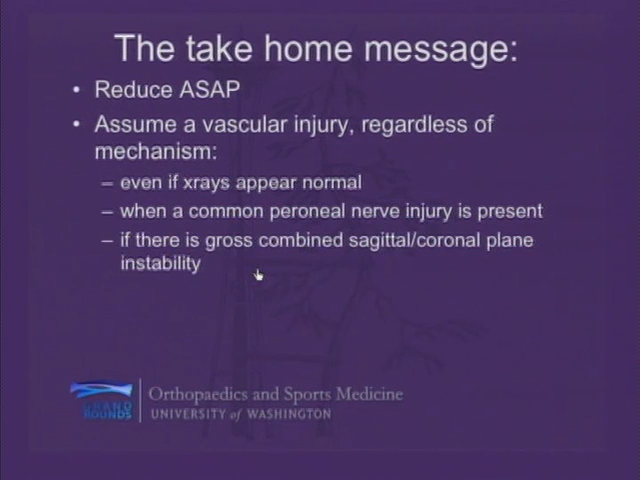 The take home message:
• Reduce ASAP
• Assume a vascular injury, regardless of
mechanism:
– even if xrays appear normal
– when a common peroneal nerve injury is present
– if there is gross combined sagittal/coronal plane
instability
GRAND
ROUNDS
Orthopaedics and Sports Medicine
UNIVERSITY of WASHINGTON